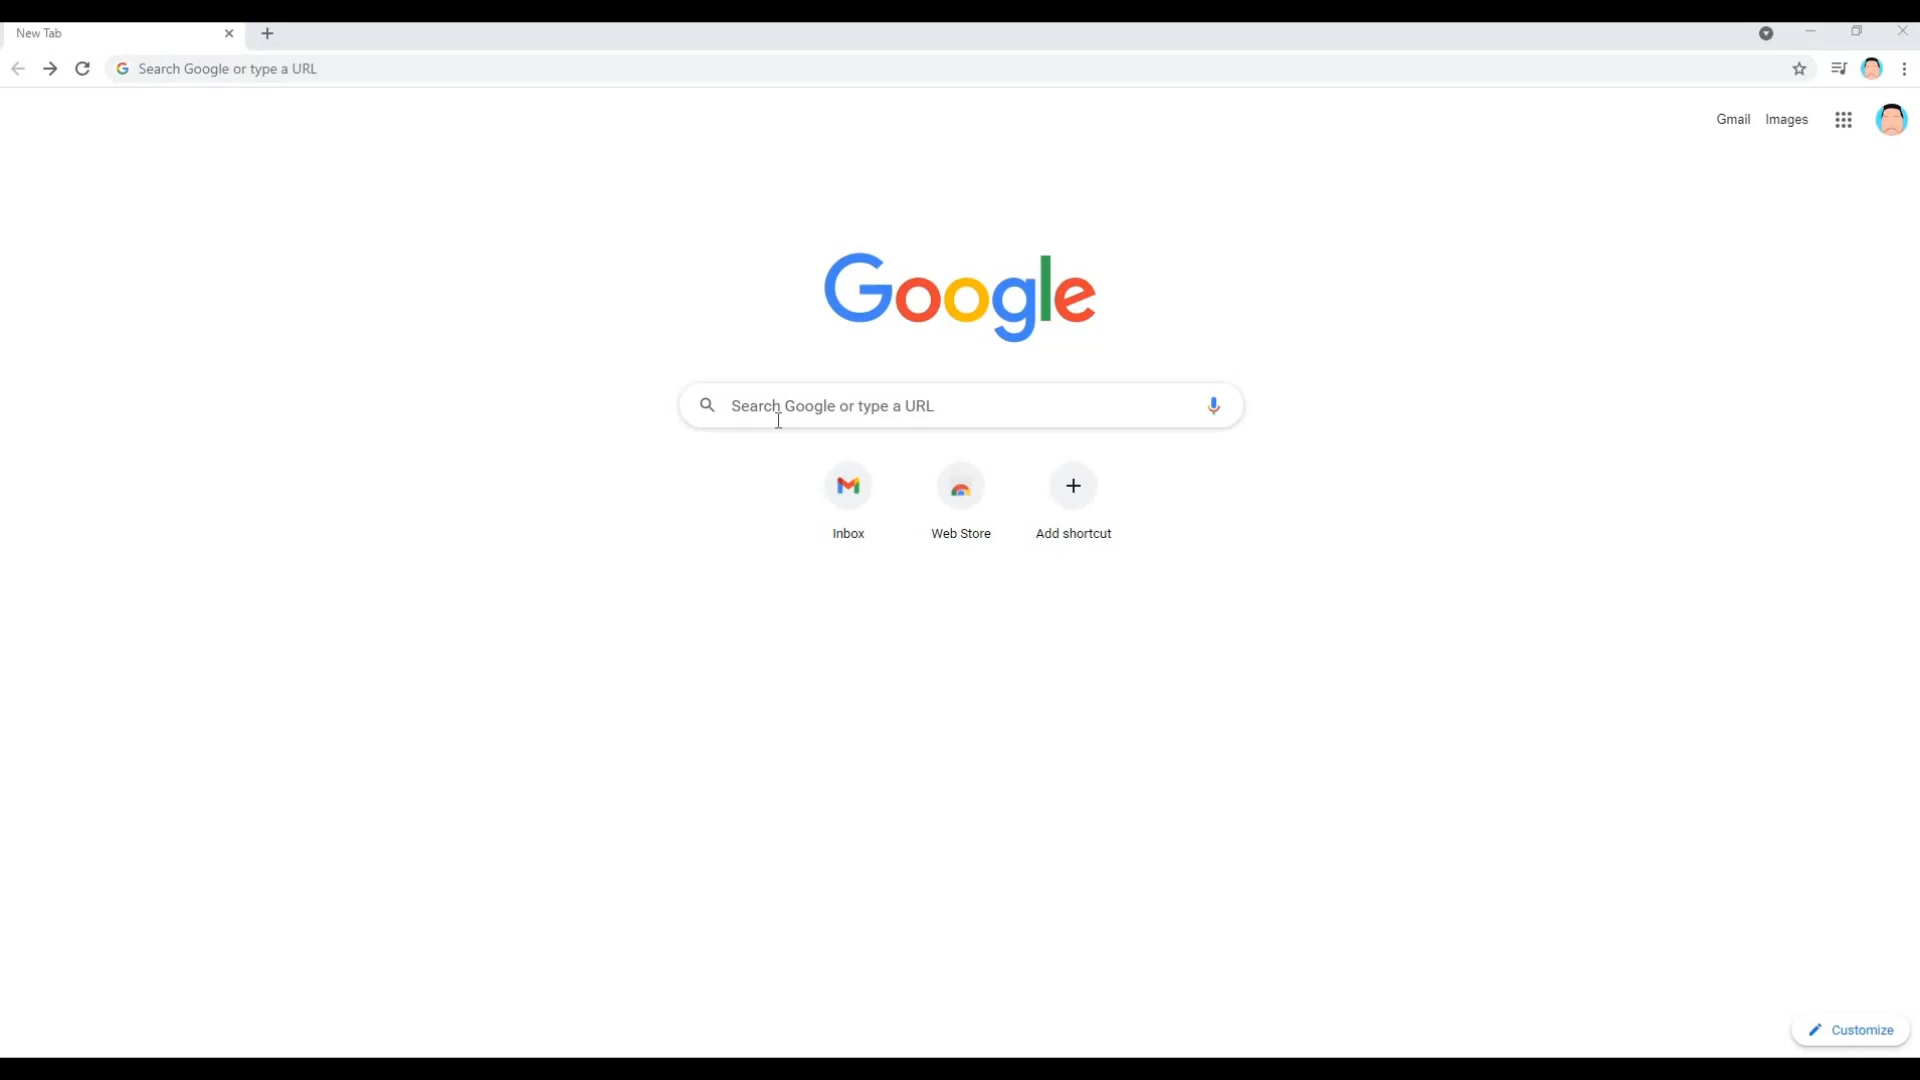 New Tab
Search Google or type a URL
Gmail Images
Google
Search Google or type a URL
Inbox Web Store Add shortcut
Customize